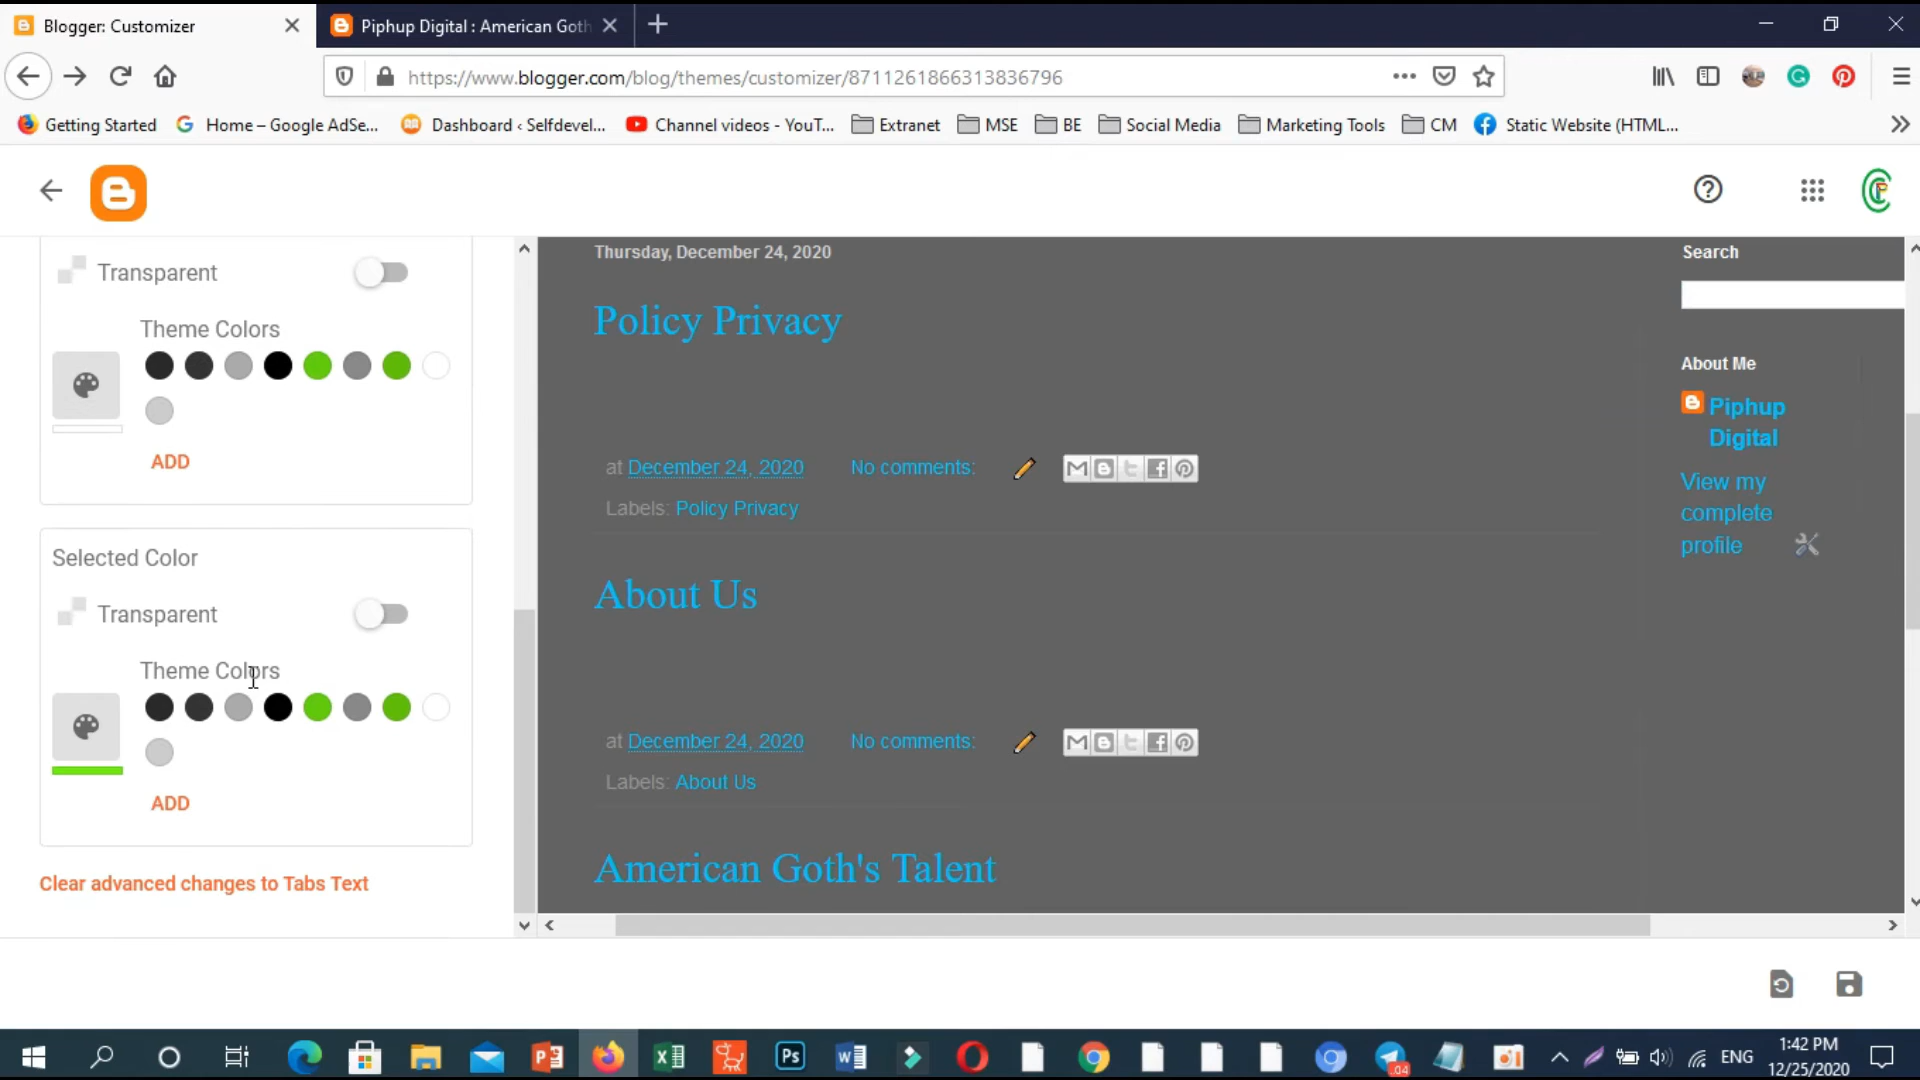 Blogger: Customizer
Piphup Digital : American Goth
https://www.blogger.com/blog/themes/customizer/8711261866313836796
Getting Started
Home – Google AdSe...
Dashboard ‹ Selfdevel...
Channel videos - YouT...
Extranet
MSE
BE
Social Media
Marketing Tools
CM
Static Website (HTML...
Transparent
Theme Colors
ADD
Selected Color
Transparent
Theme Colors
ADD
Clear advanced changes to Tabs Text
Thursday, December 24, 2020
Policy Privacy
at December 24, 2020 No comments:
Labels: Policy Privacy
About Us
at December 24, 2020 No comments:
Labels: About Us
American Goth's Talent
Search
About Me
Piphup
Digital
View my
complete
profile
ENG
1:42 PM
12/25/2020
.04